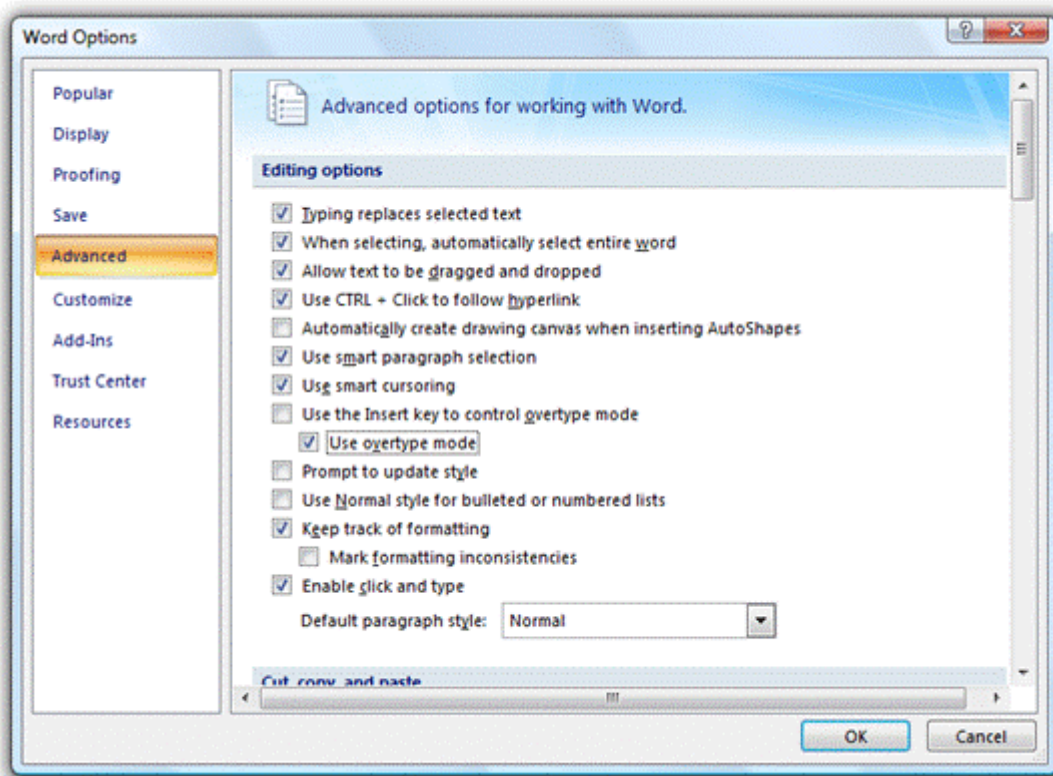 Word Options
Popular
Display
Proofing
Save
Advanced
Customize
Add-Ins
Trust Center
Resources
Advanced options for working with Word.
Editing options
Typing replaces selected text
When selecting, automatically select entire word
Allow text to be dragged and dropped
Use CTRL + Click to follow hyperlink
Automatically create drawing canvas when inserting AutoShapes
Use smart paragraph selection
Use smart cursoring
Use the Insert key to control overtype mode
Use overtype mode
Prompt to update style
Use Normal style for bulleted or numbered lists
Keep track of formatting
Mark formatting inconsistencies
Enable click and type
Default paragraph style: Normal
Cut, copy, and paste
OK Cancel